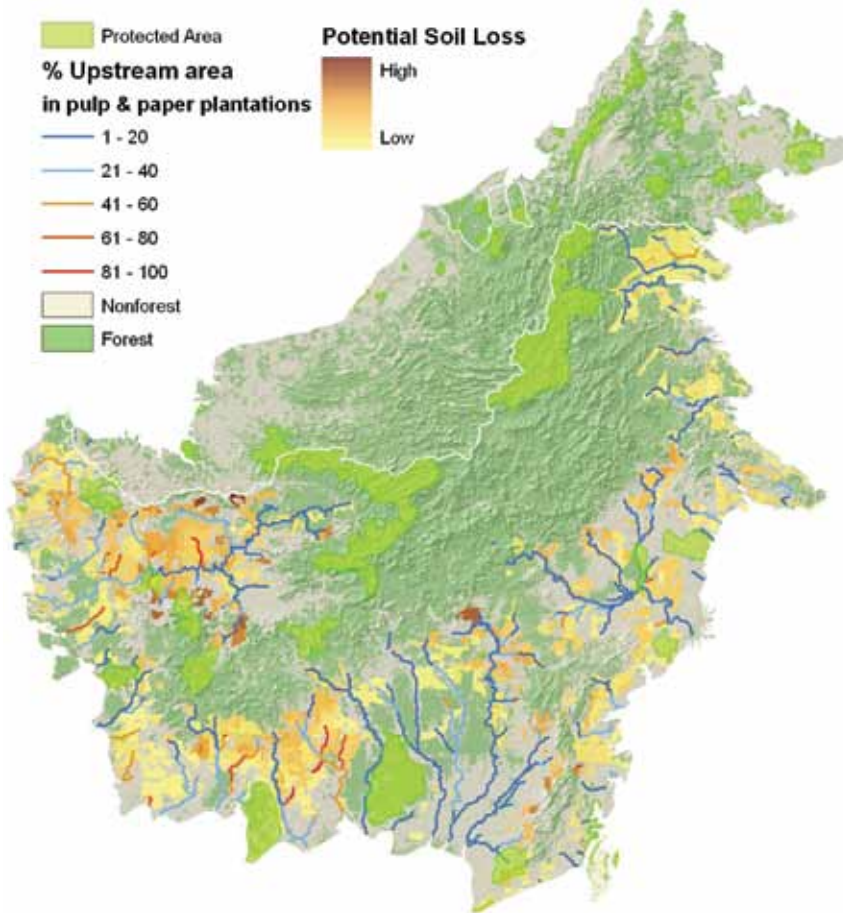 Protected Area
% Upstream area
in pulp & paper plantations
1 - 20
21 - 40
41 - 60
61 - 80
81 - 100
Nonforest
Forest
Potential Soil Loss
High
Low